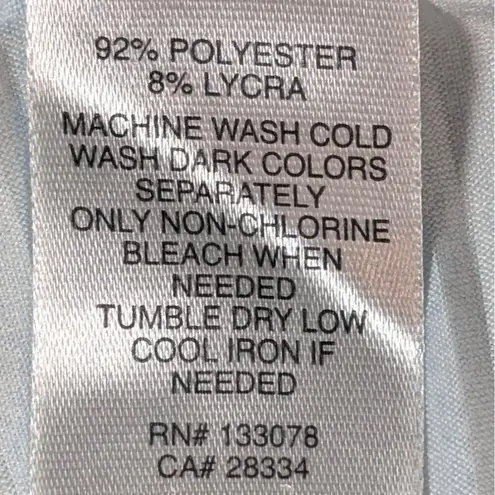 92% POLYESTER
8% LYCRA
MACHINE WASH COLD
WASH DARK COLORS
SEPARATELY
ONLY NON-CHLORINE
BLEACH WHEN
NEEDED
TUMBLE DRY LOW
COOL IRON IF
NEEDED
RN# 133078
CA# 28334